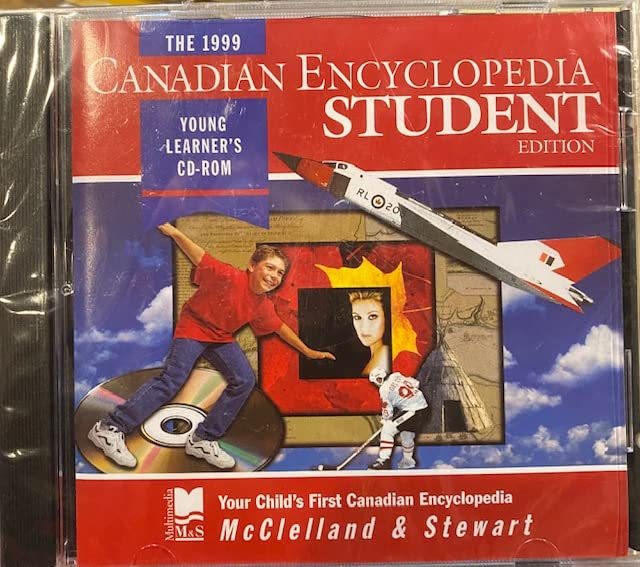 THE 1999
CANADIAN ENCYCLOPEDIA
STUDENT
EDITION
YOUNG
LEARNER'S
CD-ROM
RL
20
Multimedia
M&S
Your Child's First Canadian Encyclopedia
McClelland & Stewart